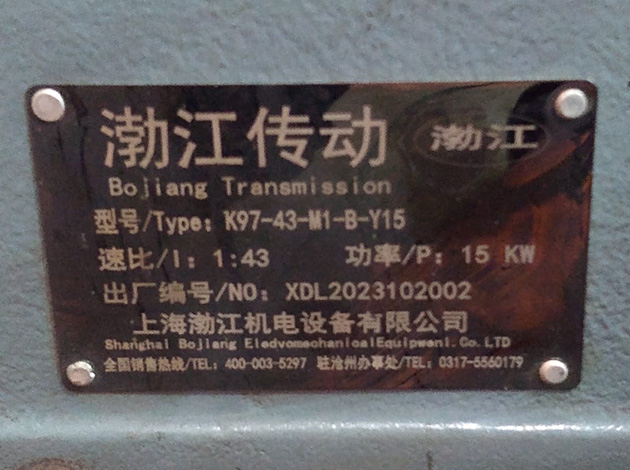 渤江传动 渤江
Bojiang Transmission
型号/Type: K97-43-M1-B-Y15
速比/I: 1:43 功率/P: 15 KW
出厂编号/NO: XDL2023102002
上海渤江机电设备有限公司
Shanghai Bojiang EledvomechanicalEquipweni.Co.LTD
全国销售热线/TEL: 400-003-5297 驻沧州办事处/TEL: 0317-5560179